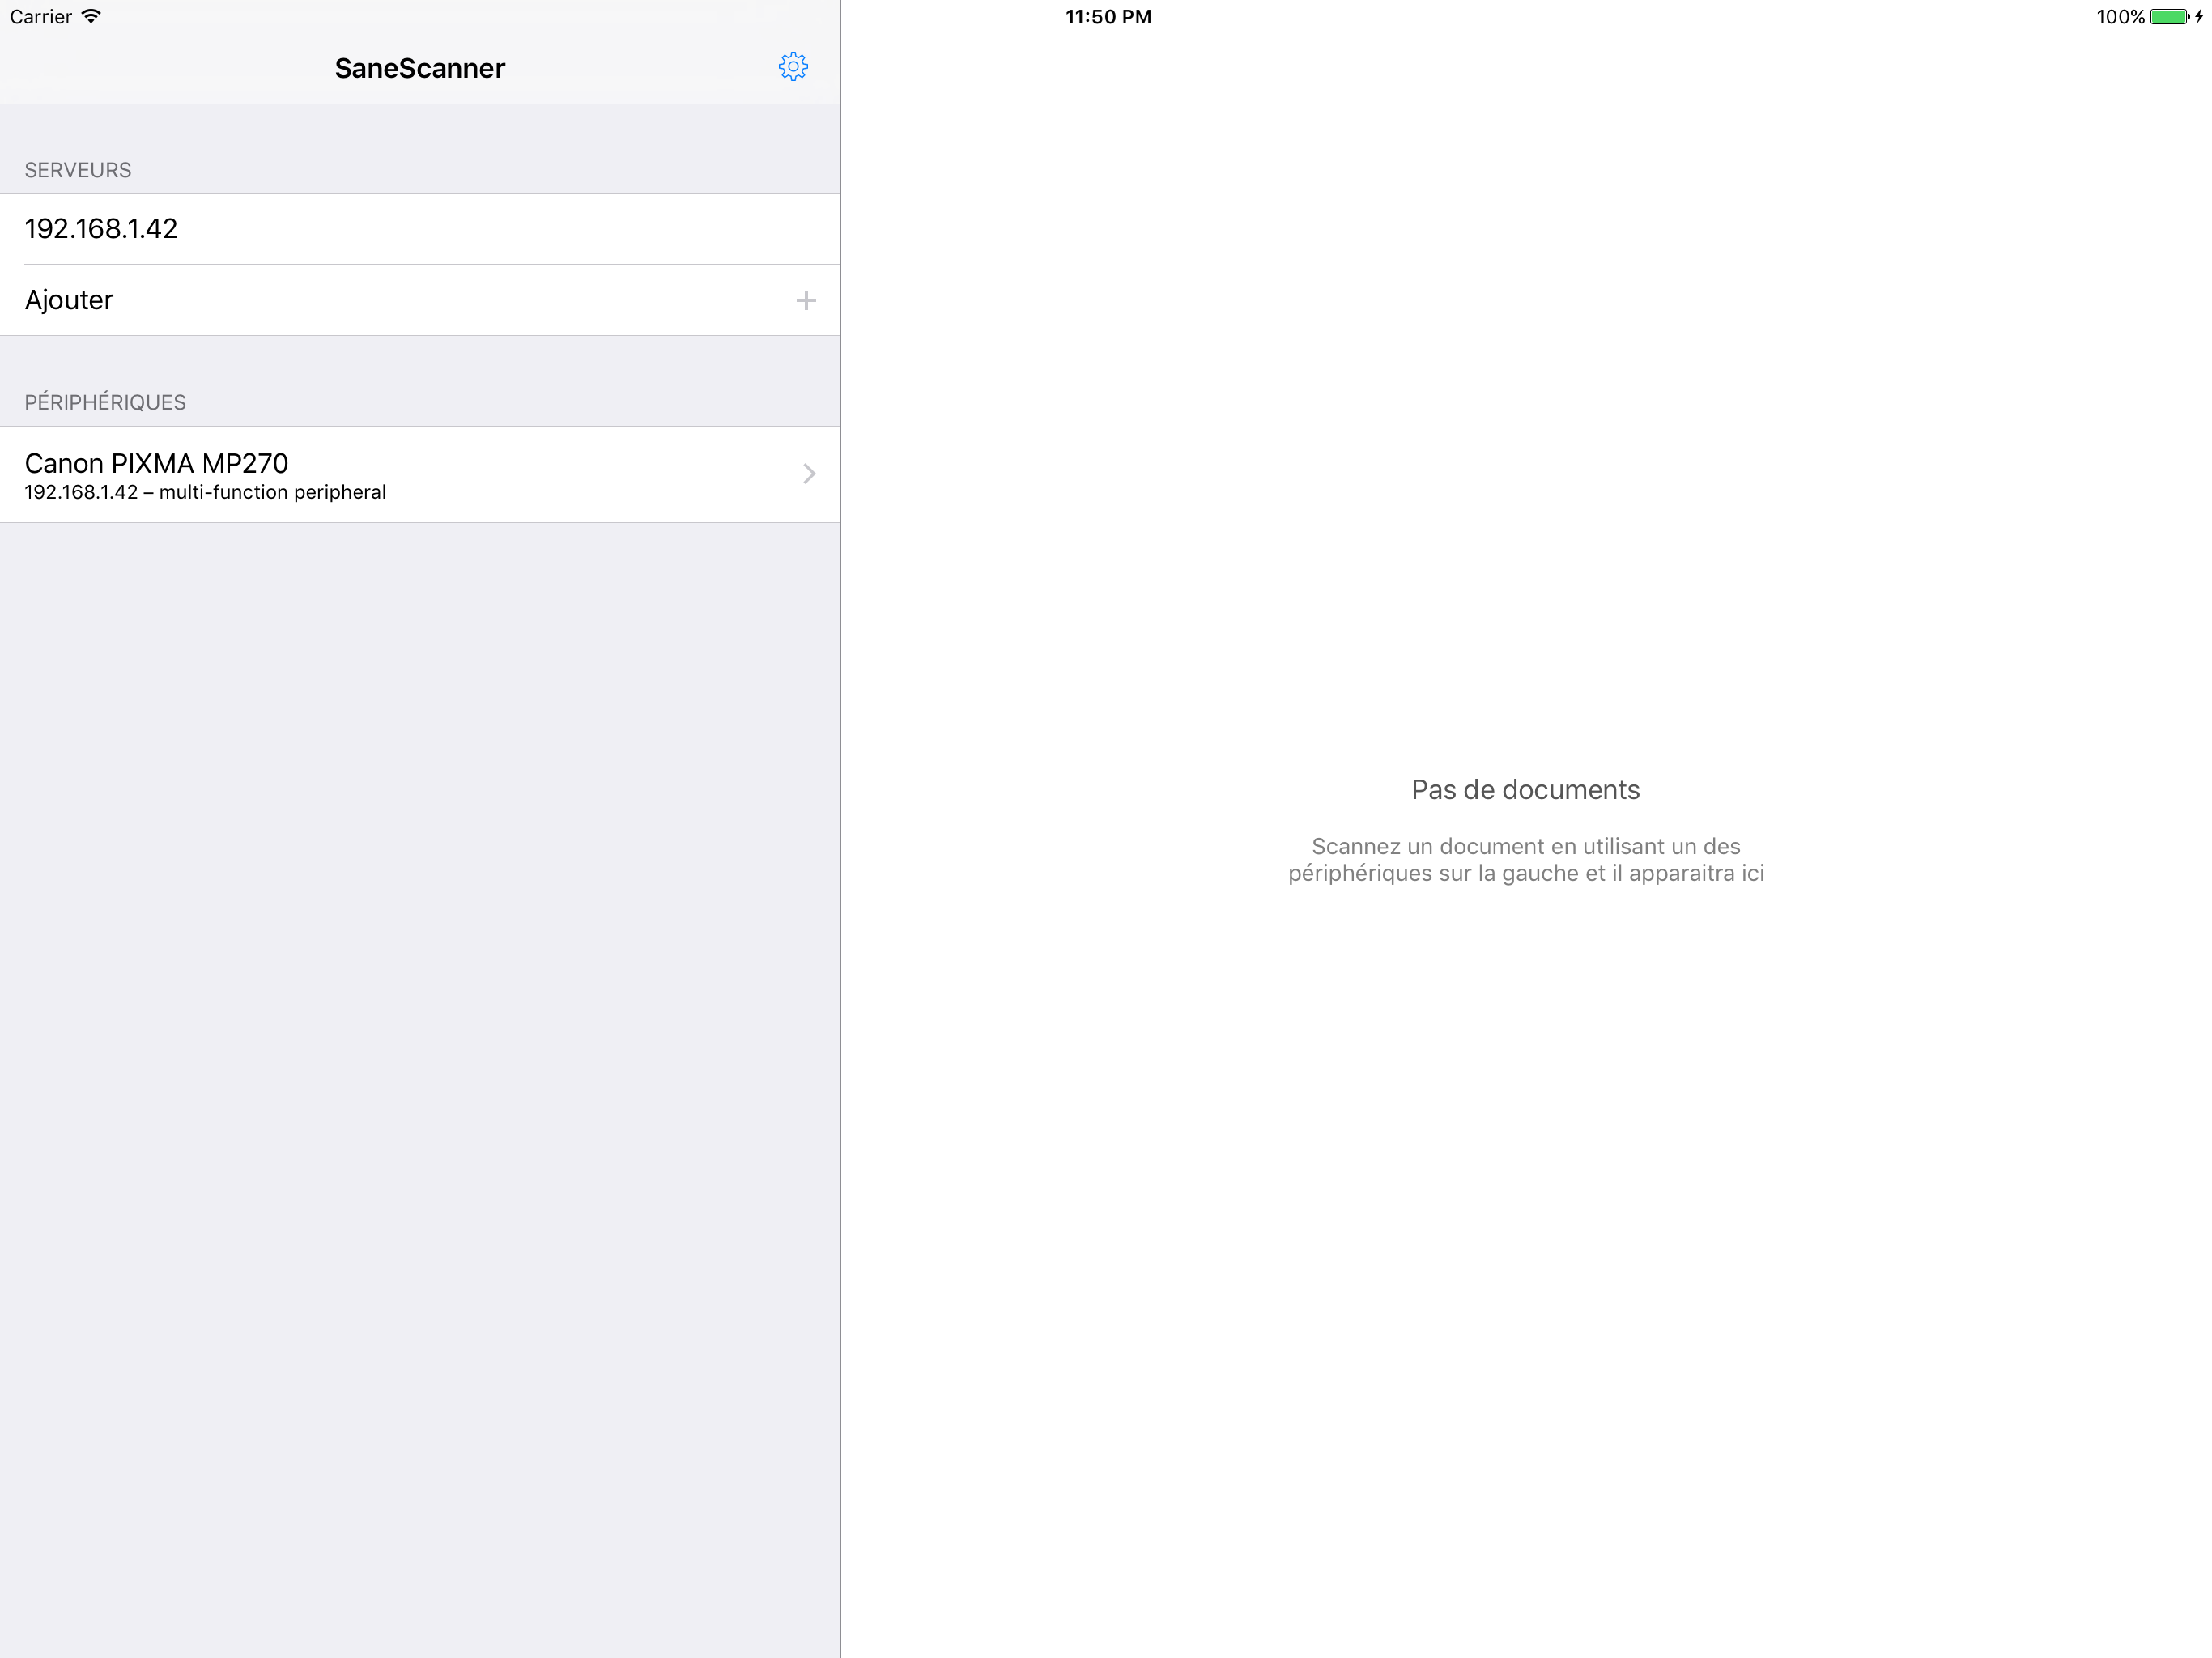 Carrier
11:50 PM
100%
SaneScanner
SERVEURS
192.168.1.42
Ajouter
PÉRIPHÉRIQUES
Canon PIXMA MP270
192.168.1.42 – multi-function peripheral
Pas de documents
Scannez un document en utilisant un des
périphériques sur la gauche et il apparaitra ici